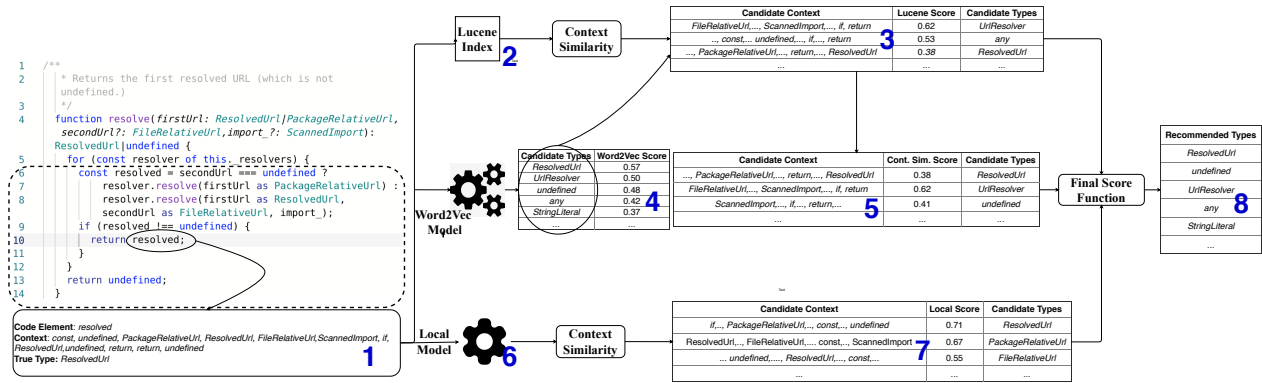 1 /**
2 * Returns the first resolved URL (which is not
undefined.)
3 */
4 function resolve(firstUrl: ResolvedUrl|PackageRelativeUrl,
secondUrl?: FileRelativeUrl,import_?: ScannedImport):
ResolvedUrl|undefined {
5 for (const resolver of this._resolvers) {
6 const resolved = secondUrl === undefined ?
7 resolver.resolve(firstUrl as PackageRelativeUrl) :
8 resolver.resolve(firstUrl as ResolvedUrl,
secondUrl as FileRelativeUrl, import_);
9 if (resolved !== undefined) {
10 return resolved;
11 }
12 }
13 return undefined;
14 }
Code Element: resolved
Context: const, undefined, PackageRelativeUrl, ResolvedUrl, FileRelativeUrl,ScannedImport, if,
ResolvedUrl,undefined, return, return, undefined
True Type: ResolvedUrl
1
Lucene
Index
2
Context
Similarity
Candidate Context Lucene Score Candidate Types
FileRelativeUrl,..., ScannedImport,..., if, return 0.62 UrlResolver
.., const,... undefined,..., if,... return 0.53 any
..., PackageRelativeUrl,..., return,..., ResolvedUrl 0.38 ResolvedUrl
... ...
3
Word2Vec
Model
Candidate Types Word2Vec Score
ResolvedUrl 0.57
UrlResolver 0.50
undefined 0.48
any 0.42
StringLiteral 0.37
... ...
4
Candidate Context Cont. Sim. Score Candidate Types
..., PackageRelativeUrl,..., return,..., ResolvedUrl 0.38 ResolvedUrl
FileRelativeUrl,..., ScannedImport,..., if, return 0.62 UrlResolver
ScannedImport,..., if,..., return,... 0.41 undefined
... ... ...
5
Local
Model
6
Context
Similarity
Candidate Context Local Score Candidate Types
if,.., PackageRelativeUrl,.., const,.., undefined 0.71 ResolvedUrl
ResolvedUrl,.., FileRelativeUrl,.... const,.., ScannedImport 0.67 PackageRelativeUrl
... undefined,...., ResolvedUrl,..., const,... 0.55 FileRelativeUrl
... ...
7
Text
Final Score
Function
Recommended Types
ResolvedUrl
undefined
UrlResolver
any
StringLiteral
...
8